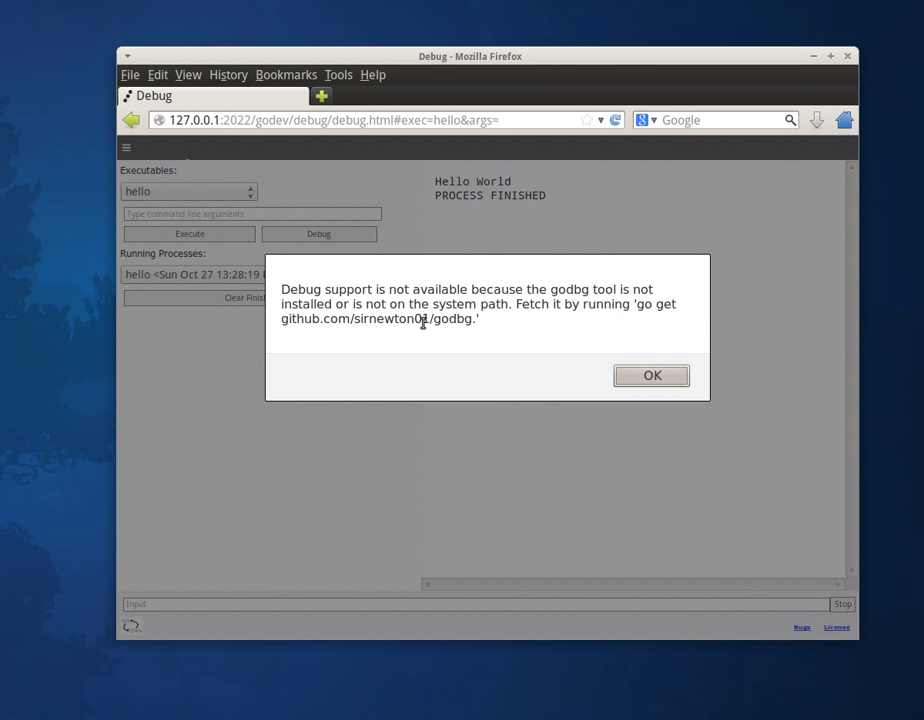 Debug - Mozilla Firefox
File Edit View History Bookmarks Tools Help
Debug
127.0.0.1:2022/godev/debug/debug.html#exec=hello&args=
Google
Executables:
hello
Type command line arguments
Execute Debug
Running Processes:
hello <Sun Oct 27 13:28:19
Clear Finis
Hello World
PROCESS FINISHED
Debug support is not available because the godbg tool is not
installed or is not on the system path. Fetch it by running 'go get
github.com/sirnewton01/godbg.'
OK
Input
Stop
Bugs License